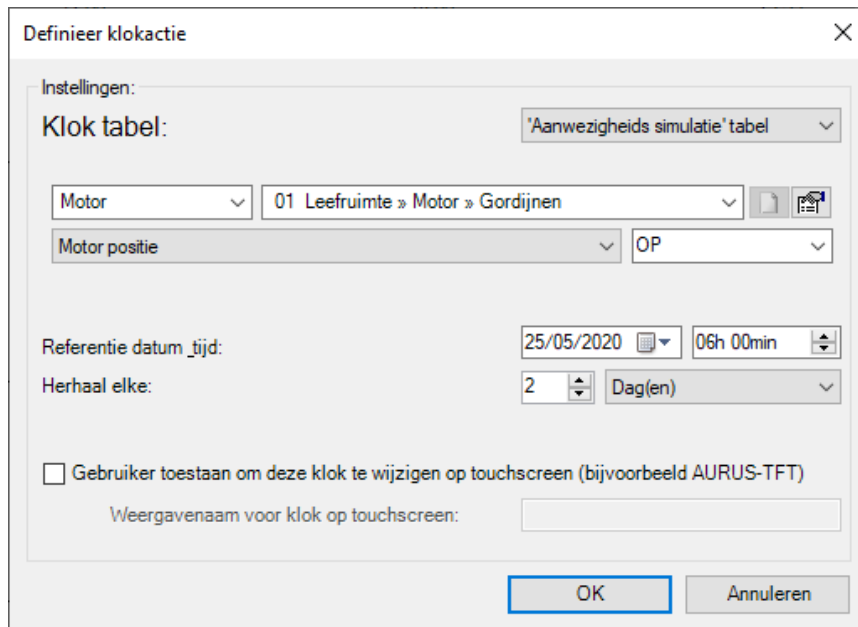 Definieer klokactie
Instellingen:
Klok tabel:
'Aanwezigheids simulatie' tabel
Motor
01 Leefruimte » Motor » Gordijnen
Motor positie
OP
Referentie datum _tijd:
25/05/2020
06h 00min
Herhaal elke:
2
Dag(en)
Gebruiker toestaan om deze klok te wijzigen op touchscreen (bijvoorbeeld AURUS-TFT)
Weergavenaam voor klok op touchscreen:
OK
Annuleren